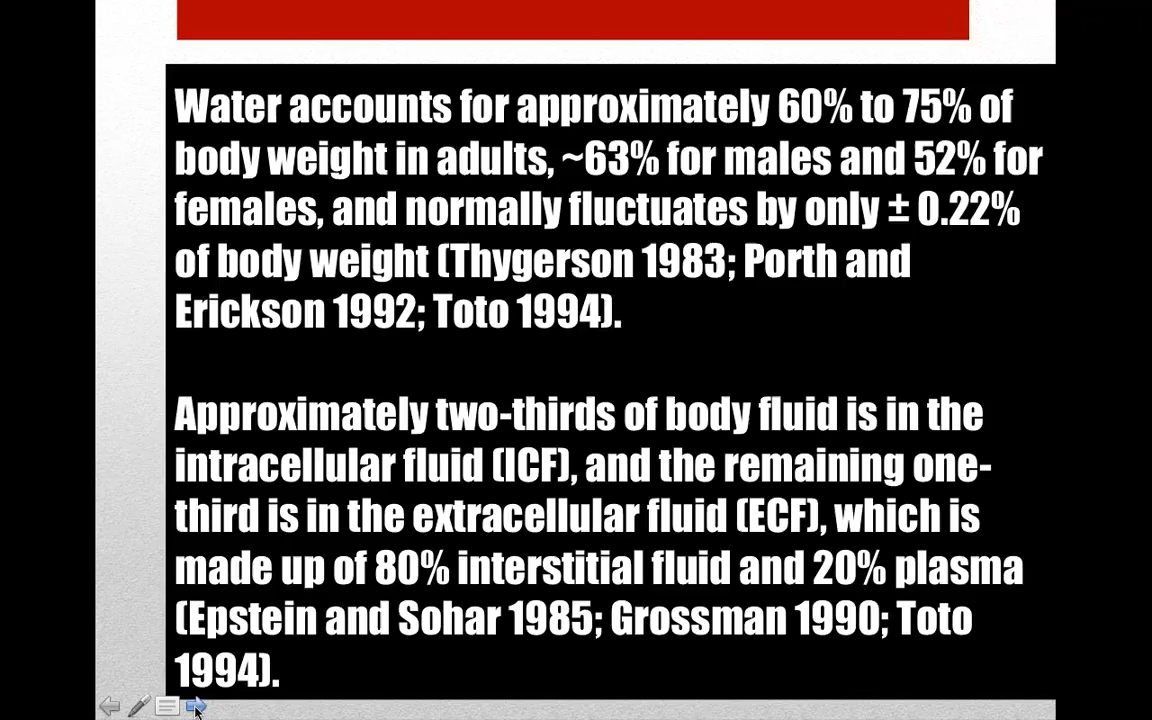 Water accounts for approximately 60% to 75% of
body weight in adults, ~63% for males and 52% for
females, and normally fluctuates by only ± 0.22%
of body weight (Thygerson 1983; Porth and
Erickson 1992; Toto 1994).
Approximately two-thirds of body fluid is in the
intracellular fluid (ICF), and the remaining one-
third is in the extracellular fluid (ECF), which is
made up of 80% interstitial fluid and 20% plasma
(Epstein and Sohar 1985; Grossman 1990; Toto
1994).